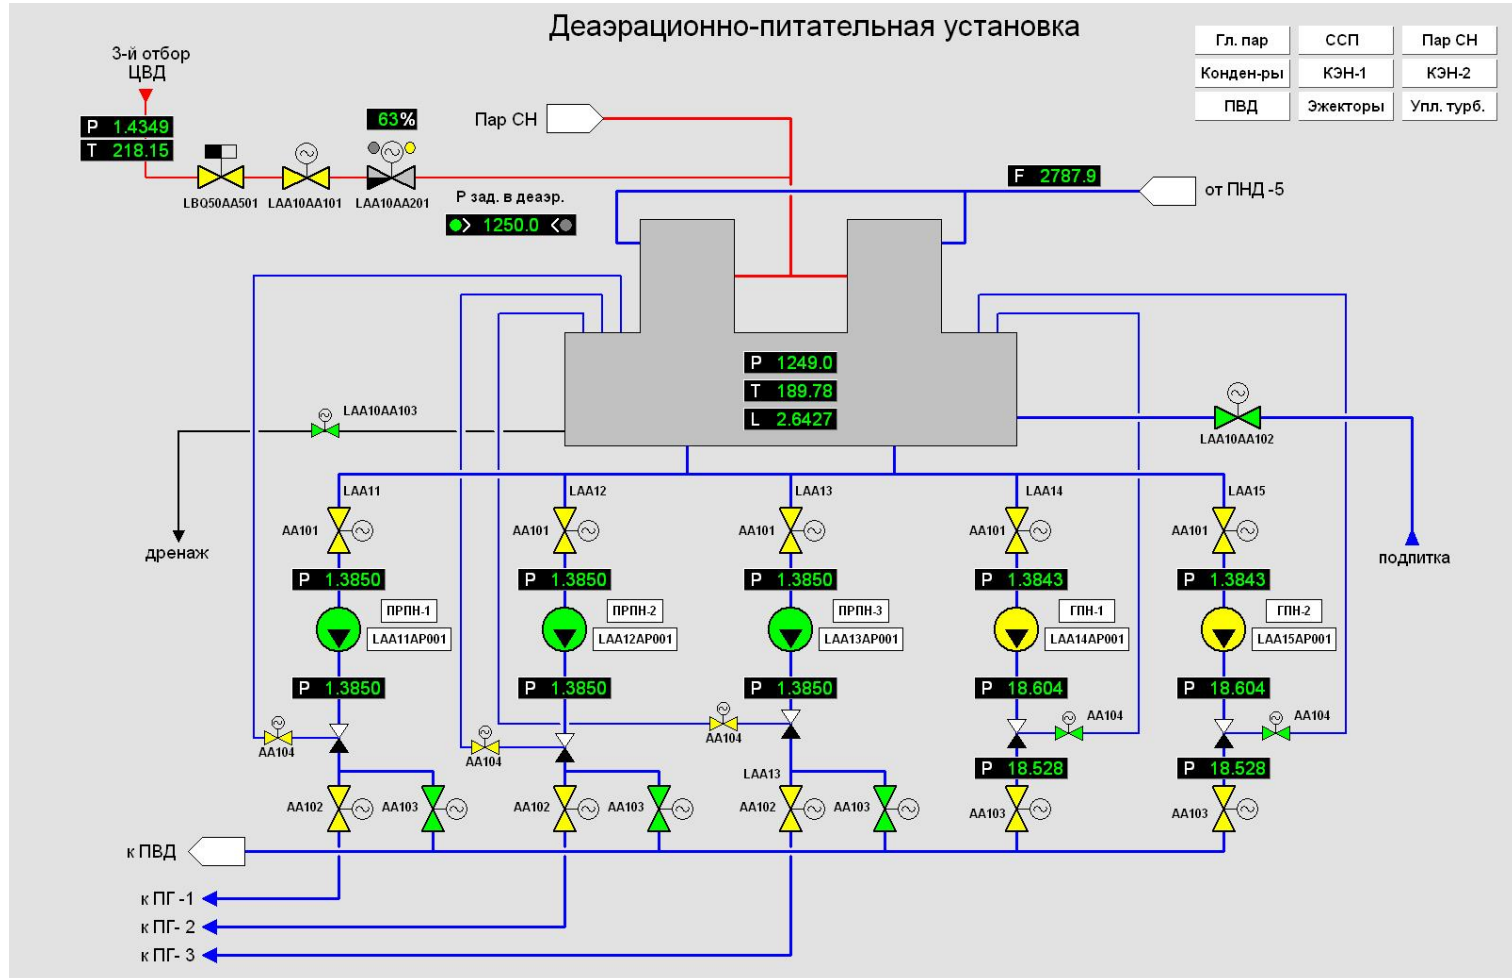 Деаэрационно-питательная установка
Гл. пар
ССП
Пар СН
Конден-ры
КЭН-1
КЭН-2
ПВД
Эжекторы
Упл. турб.
3-й отбор
ЦВД
P 1.4349
T 218.15
63%
LBQ50AA501
LAA10AA101
LAA10AA201
Пар СН
P зад. в деаэр.
> 1250.0 <
F 2787.9
от ПНД -5
P 1249.0
T 189.78
L 2.6427
LAA10AA103
LAA10AA102
дренаж
подпитка
LAA11
LAA12
LAA13
LAA14
LAA15
AA101
AA101
AA101
AA101
AA101
P 1.3850
P 1.3850
P 1.3850
P 1.3843
P 1.3843
ПРПН-1
ПРПН-2
ПРПН-3
ГПН-1
ГПН-2
LAA11AP001
LAA12AP001
LAA13AP001
LAA14AP001
LAA15AP001
P 1.3850
P 1.3850
P 1.3850
P 18.604
P 18.604
AA104
AA104
AA104
AA104
AA104
LAA13
P 18.528
P 18.528
AA102
AA103
AA102
AA103
AA102
AA103
AA103
AA103
к ПВД
к ПГ -1
к ПГ- 2
к ПГ- 3